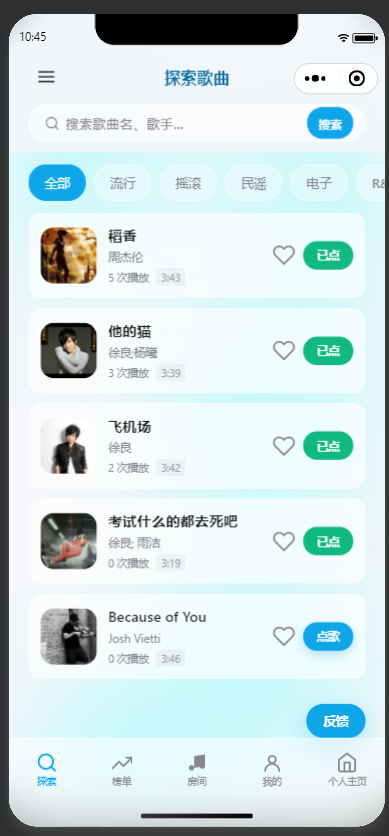 10:45
探索歌曲
搜索歌曲名、歌手...
搜索
全部 流行 摇滚 民谣 电子 R&
稻香
周杰伦
5 次播放 3:43
已点
他的猫
徐良;杨曦
3 次播放 3:39
已点
飞机场
徐良
2 次播放 3:42
已点
考试什么的都去死吧
徐良; 雨洁
0 次播放 3:19
已点
Because of You
Josh Vietti
0 次播放 3:46
点歌
反馈
探索 榜单 房间 我的 个人主页